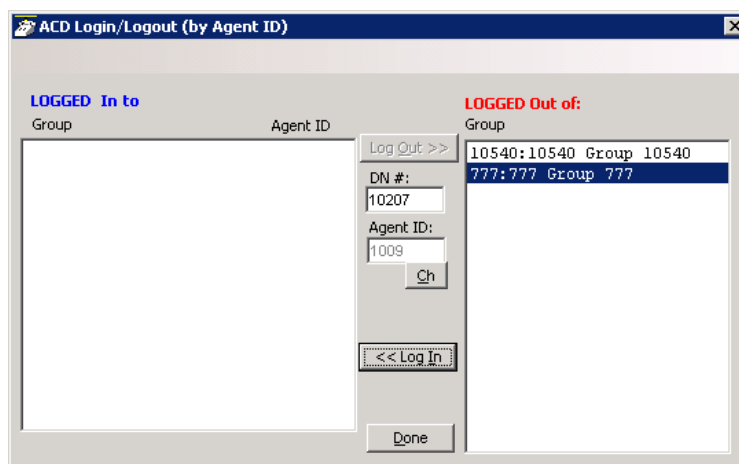 ACD Login/Logout (by Agent ID)
LOGGED In to
Group Agent ID
Log Out >>
DN #:
10207
Agent ID:
1009
Ch
<< Log In
Done
LOGGED Out of:
Group
10540:10540 Group 10540
777:777 Group 777